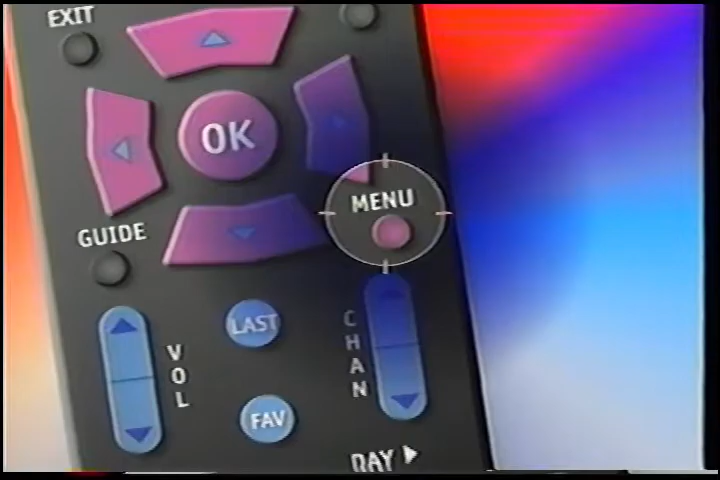 EXIT
OK
MENU
GUIDE
LAST
VOL
CHAN
FAV
DAY